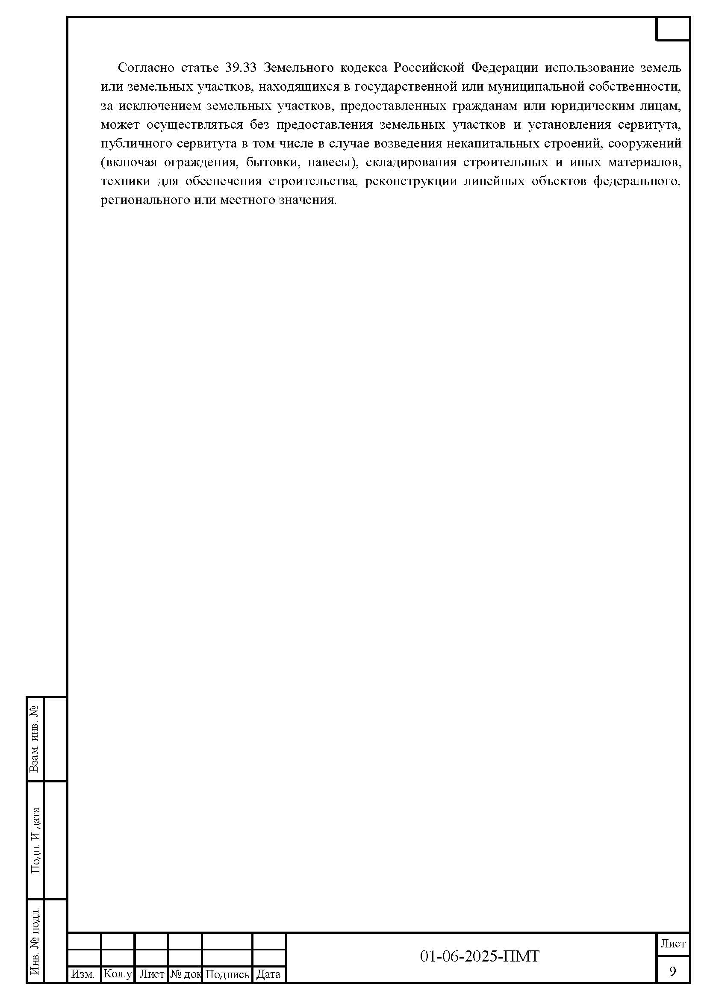 Согласно статье 39.33 Земельного кодекса Российской Федерации использование земель
или земельных участков, находящихся в государственной или муниципальной собственности,
за исключением земельных участков, предоставленных гражданам или юридическим лицам,
может осуществляться без предоставления земельных участков и установления сервитута,
публичного сервитута в том числе в случае возведения некапитальных строений, сооружений
(включая ограждения, бытовки, навесы), складирования строительных и иных материалов,
техники для обеспечения строительства, реконструкции линейных объектов федерального,
регионального или местного значения.
Взам. инв. №
Подп. И дата
Инв. № подл.
Изм. Кол.у Лист № док Подпись Дата
01-06-2025-ПМТ
Лист
9